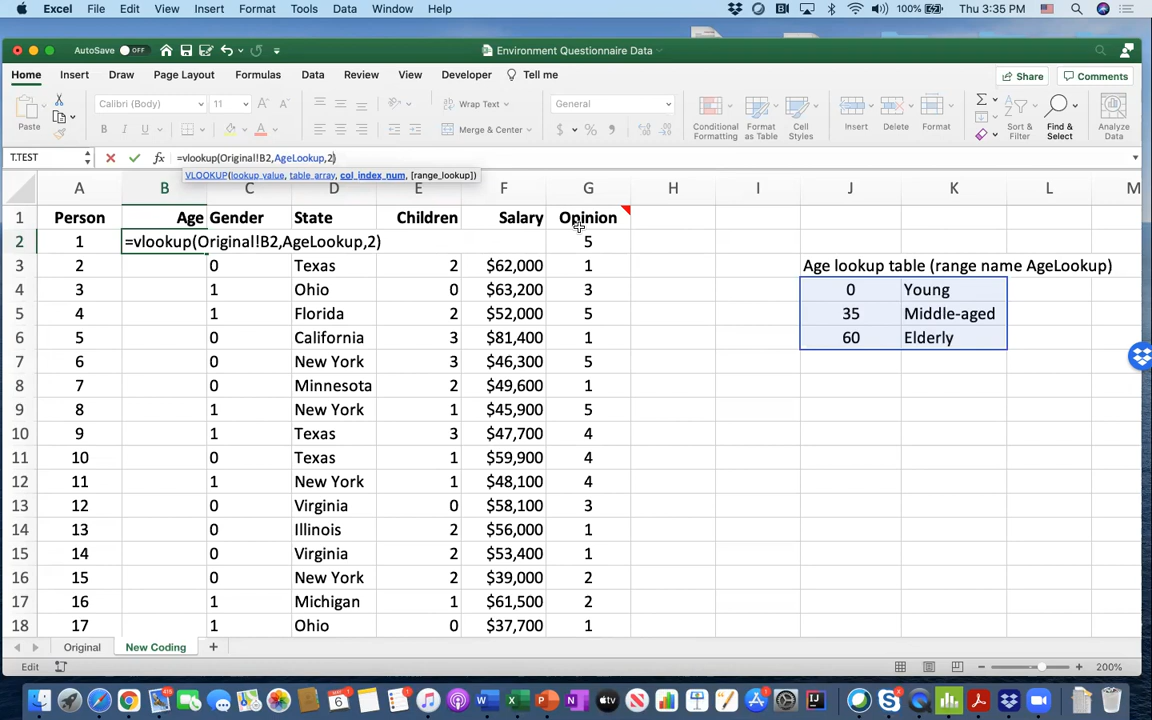 Excel File Edit View Insert Format Tools Data Window Help 100% Thu 3:35 PM
AutoSave OFF Environment Questionnaire Data
Home Insert Draw Page Layout Formulas Data Review View Developer Tell me Share Comments
Paste Calibri (Body) 11 Wrap Text Merge & Center General Conditional Formatting Format as Table Cell Styles Insert Delete Format Sort & Filter Find & Select Analyze Data
T.TEST fx =vlookup(Original!B2,AgeLookup,2)
VLOOKUP(lookup_value, table_array, col_index_num, [range_lookup])
A B C D E F G H I J K L M
1 Person Age Gender State Children Salary Opinion
2 1 =vlookup(Original!B2,AgeLookup,2) 5
3 2 0 Texas 2 $62,000 1 Age lookup table (range name AgeLookup)
4 3 1 Ohio 0 $63,200 3 0 Young
5 4 1 Florida 2 $52,000 5 35 Middle-aged
6 5 0 California 3 $81,400 1 60 Elderly
7 6 0 New York 3 $46,300 5
8 7 0 Minnesota 2 $49,600 1
9 8 1 New York 1 $45,900 5
10 9 1 Texas 3 $47,700 4
11 10 0 Texas 1 $59,900 4
12 11 1 New York 1 $48,100 4
13 12 0 Virginia 0 $58,100 3
14 13 0 Illinois 2 $56,000 1
15 14 0 Virginia 2 $53,400 1
16 15 0 New York 2 $39,000 2
17 16 1 Michigan 1 $61,500 2
18 17 1 Ohio 0 $37,700 1
Original New Coding +
Edit 200%